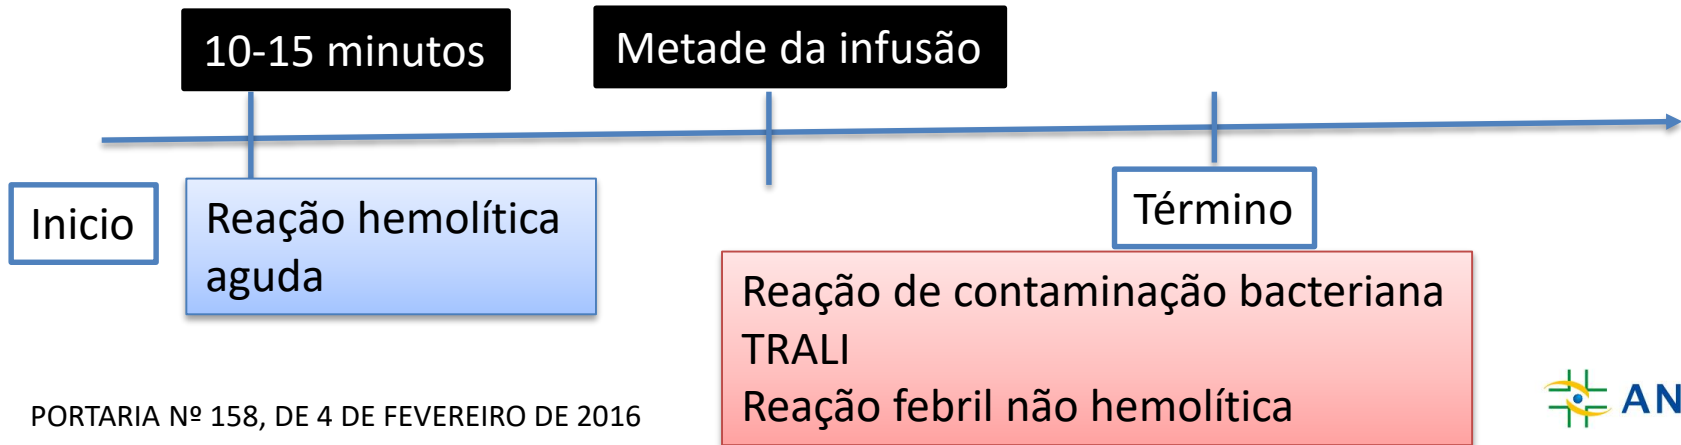 10-15 minutos
Metade da infusão
Inicio
Reação hemolítica
aguda
Término
Reação de contaminação bacteriana
TRALI
Reação febril não hemolítica
PORTARIA Nº 158, DE 4 DE FEVEREIRO DE 2016
AN